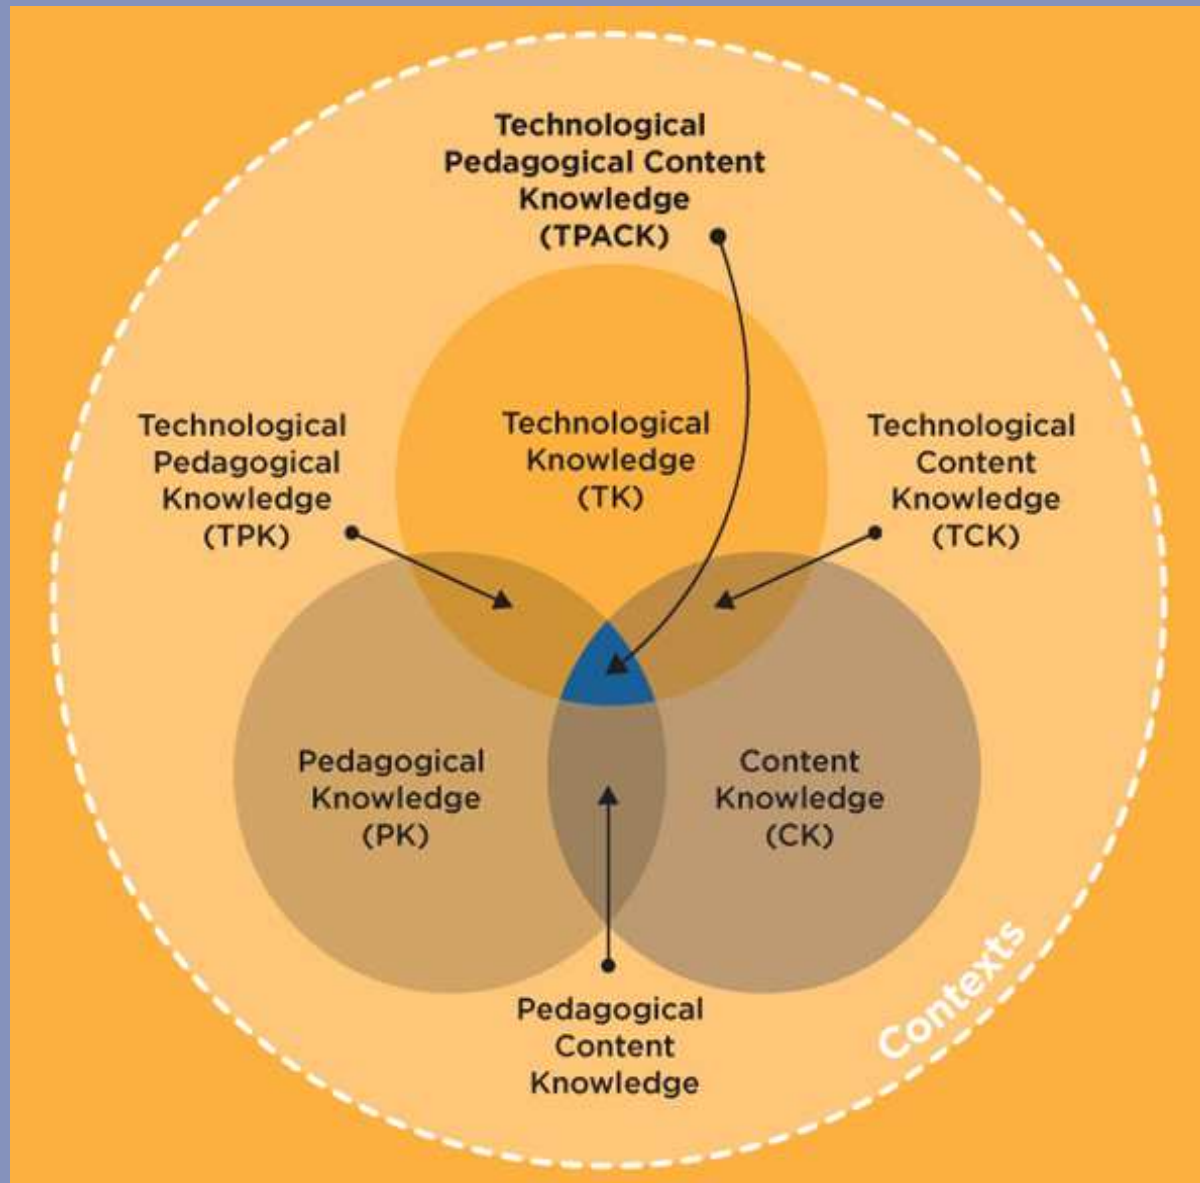 Technological
Pedagogical Content
Knowledge
(TPACK)
Technological
Pedagogical
Knowledge
(TPK)
Technological
Knowledge
(TK)
Technological
Content
Knowledge
(TCK)
Pedagogical
Knowledge
(PK)
Content
Knowledge
(CK)
Pedagogical
Content
Knowledge
Contexts